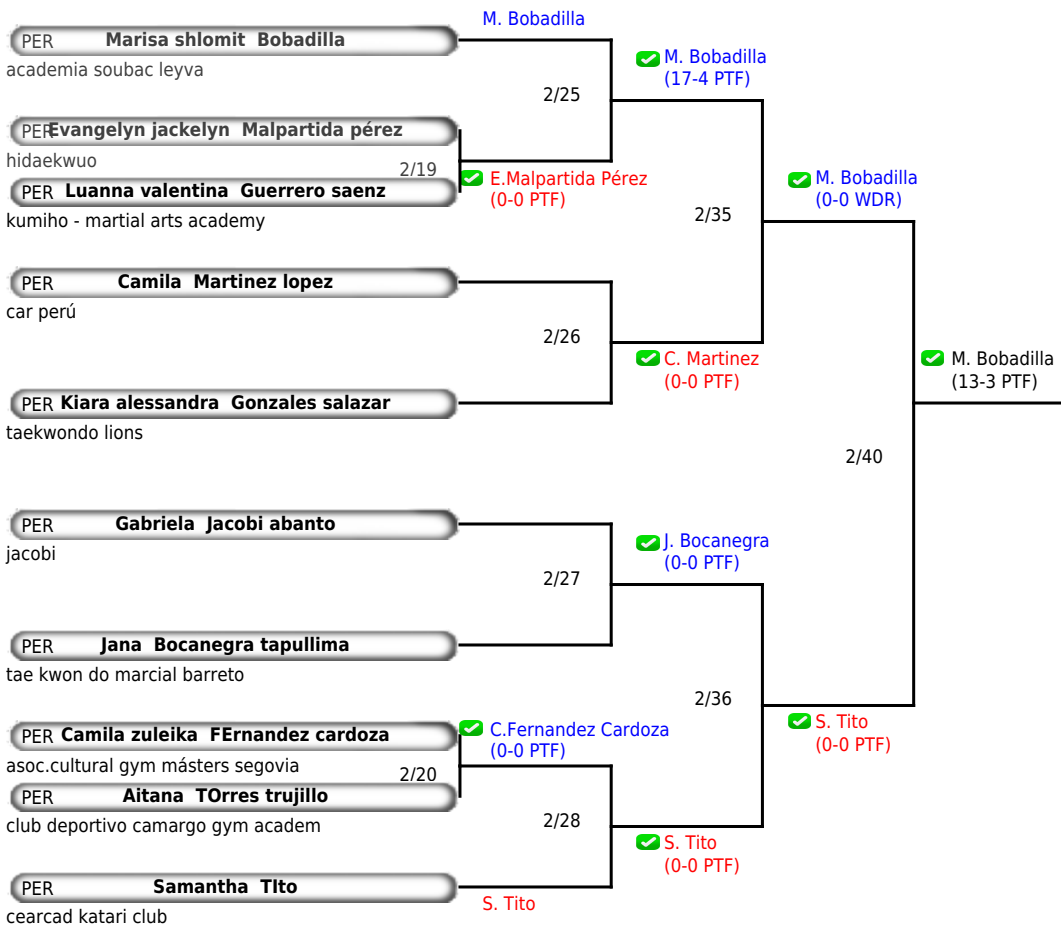 M. Bobadilla
PER Marisa shlomit Bobadilla
academia soubac leyva
M. Bobadilla
(17-4 PTF)
2/25
PER Evangelyn jackelyn Malpartida pérez
hidaekwuo
2/19
E.Malpartida Pérez
(0-0 PTF)
M. Bobadilla
(0-0 WDR)
PER Luanna valentina Guerrero saenz
kumiho - martial arts academy
2/35
PER Camila Martinez lopez
car perú
2/26
C. Martinez
(0-0 PTF)
M. Bobadilla
(13-3 PTF)
PER Kiara alessandra Gonzales salazar
taekwondo lions
2/40
PER Gabriela Jacobi abanto
jacobi
J. Bocanegra
(0-0 PTF)
2/27
PER Jana Bocanegra tapullima
tae kwon do marcial barreto
2/36
S. Tito
(0-0 PTF)
PER Camila zuleika FErnandez cardoza
C.Fernandez Cardoza
(0-0 PTF)
asoc.cultural gym másters segovia
2/20
PER Aitana TOrres trujillo
club deportivo camargo gym academ
2/28
S. Tito
(0-0 PTF)
PER Samantha TIto
S. Tito
cearcad katari club